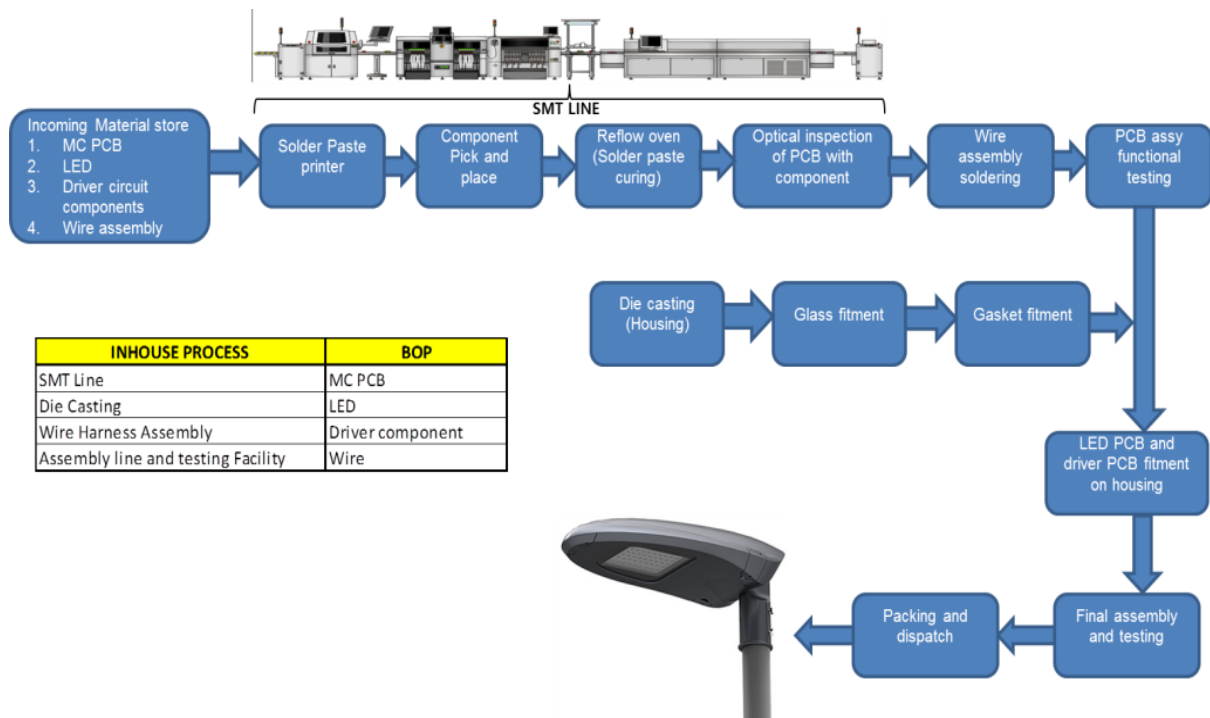 SMT LINE
Incoming Material store
1. MC PCB
2. LED
3. Driver circuit
components
4. Wire assembly
Solder Paste
printer
Component
Pick and
place
Reflow oven
(Solder paste
curing)
Optical inspection
of PCB with
component
Wire
assembly
soldering
PCB assy
functional
testing
Die casting
(Housing)
Glass fitment
Gasket fitment
INHOUSE PROCESS BOP
SMT Line MC PCB
Die Casting LED
Wire Harness Assembly Driver component
Assembly line and testing Facility Wire
LED PCB and
driver PCB fitment
on housing
Final assembly
and testing
Packing and
dispatch